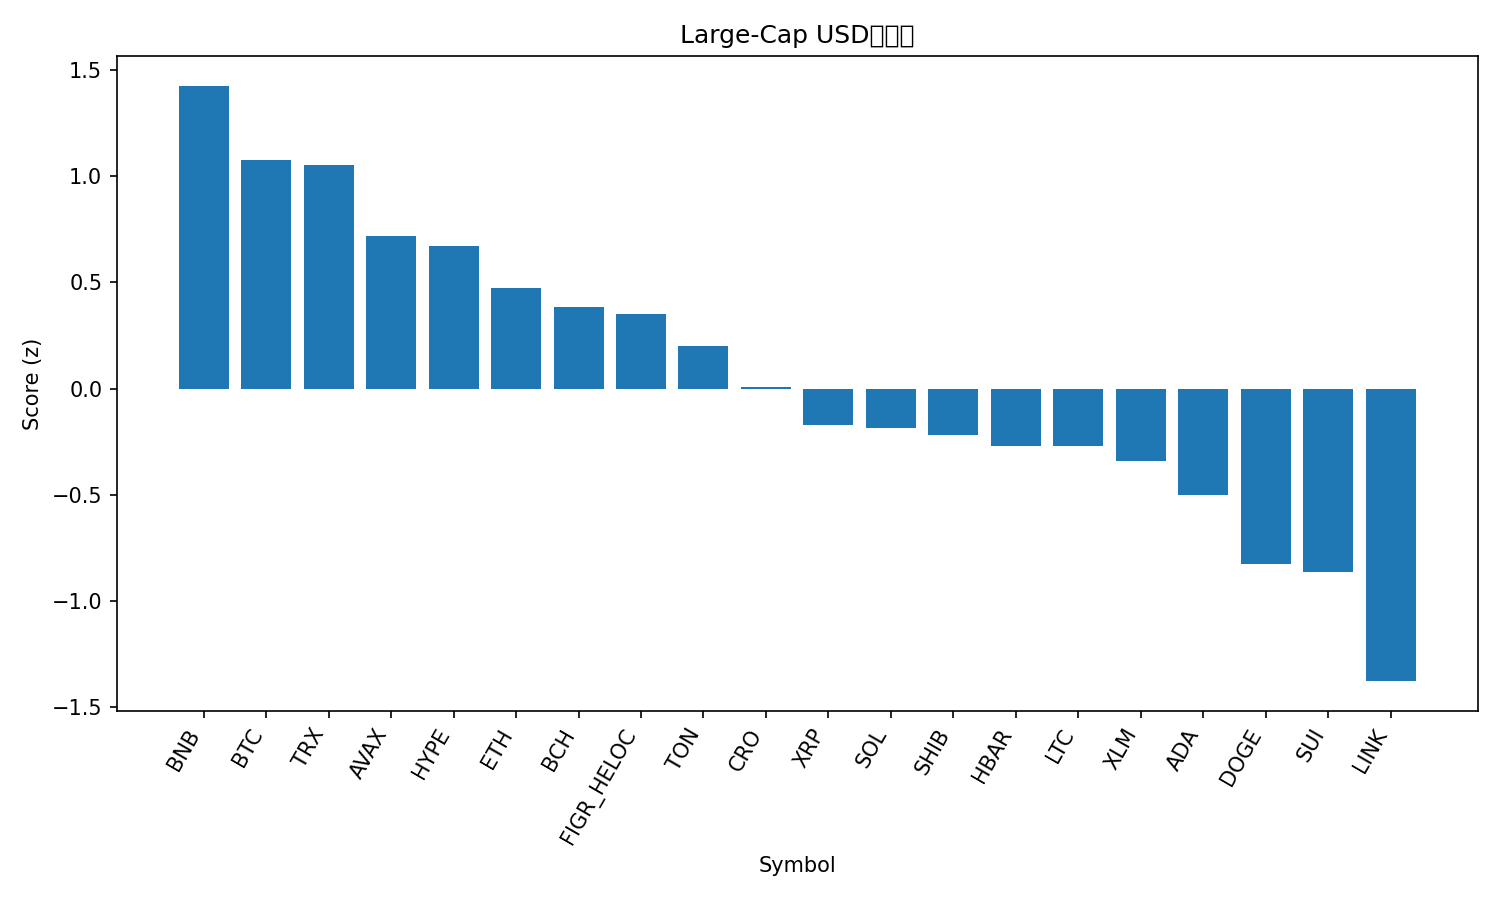 Large-Cap USD
1.5
1.0
0.5
0.0
−0.5
−1.0
−1.5
Score (z)
BNB
BTC
TRX
AVAX
HYPE
ETH
BCH
FIGR_HELOC
TON
CRO
XRP
SOL
SHIB
HBAR
LTC
XLM
ADA
DOGE
SUI
LINK
Symbol